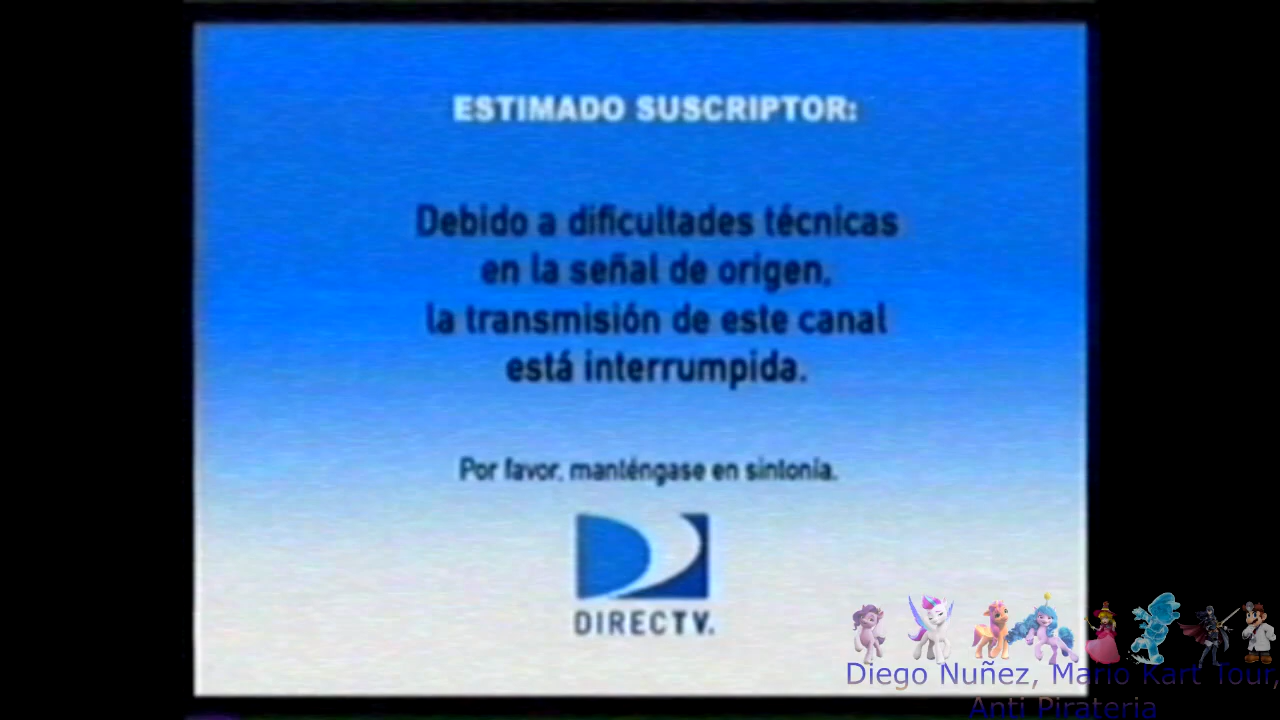 ESTIMADO SUSCRIPTOR:
Debido a dificultades técnicas
en la señal de origen,
la transmisión de este canal
está interrumpida.
Por favor, manténgase en sintonía.
DIRECTV.
Diego Nuñez, Mario Kart Tour,
Anti Pirateria